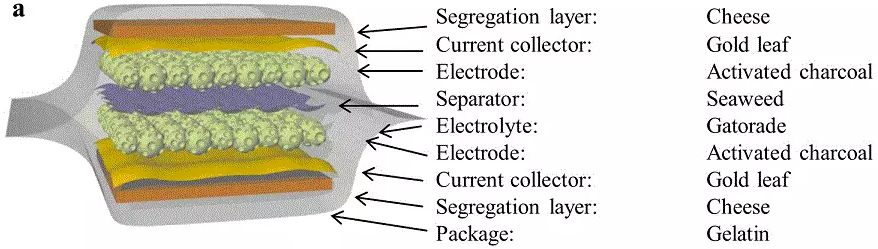 a
Segregation layer: Cheese
Current collector: Gold leaf
Electrode: Activated charcoal
Separator: Seaweed
Electrolyte: Gatorade
Electrode: Activated charcoal
Current collector: Gold leaf
Segregation layer: Cheese
Package: Gelatin